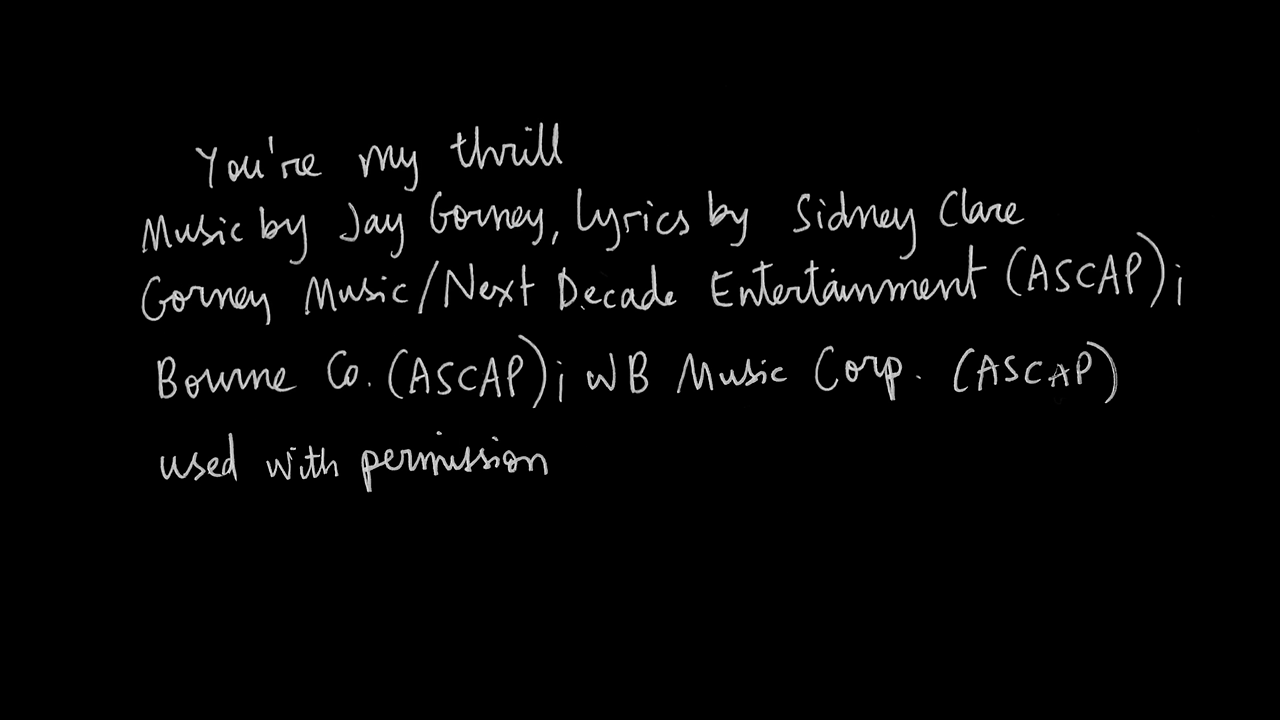 You're my thrill
Music by Jay Gorney, Lyrics by Sidney Clare
Gorney Music/Next Decade Entertainment (ASCAP);
Bourne Co. (ASCAP); WB Music Corp. (ASCAP)
used with permission